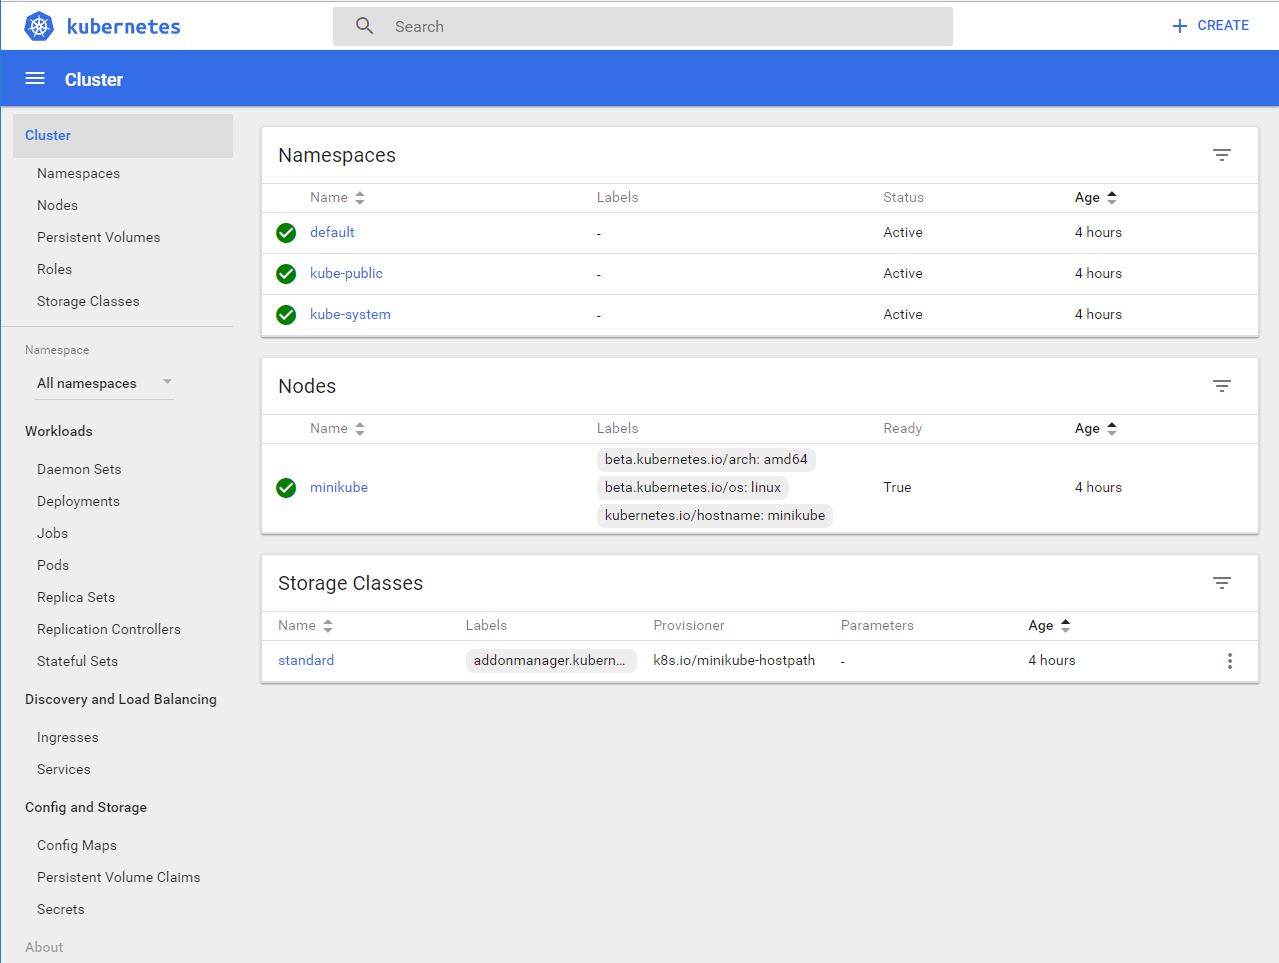 kubernetes
Search
CREATE
Cluster
Cluster
Namespaces
Nodes
Persistent Volumes
Roles
Storage Classes
Namespace
All namespaces
Workloads
Daemon Sets
Deployments
Jobs
Pods
Replica Sets
Replication Controllers
Stateful Sets
Discovery and Load Balancing
Ingresses
Services
Config and Storage
Config Maps
Persistent Volume Claims
Secrets
About
Namespaces
Name Labels Status Age
default - Active 4 hours
kube-public - Active 4 hours
kube-system - Active 4 hours
Nodes
Name Labels Ready Age
beta.kubernetes.io/arch: amd64
minikube beta.kubernetes.io/os: linux True 4 hours
kubernetes.io/hostname: minikube
Storage Classes
Name Labels Provisioner Parameters Age
standard addonmanager.kubern... k8s.io/minikube-hostpath - 4 hours